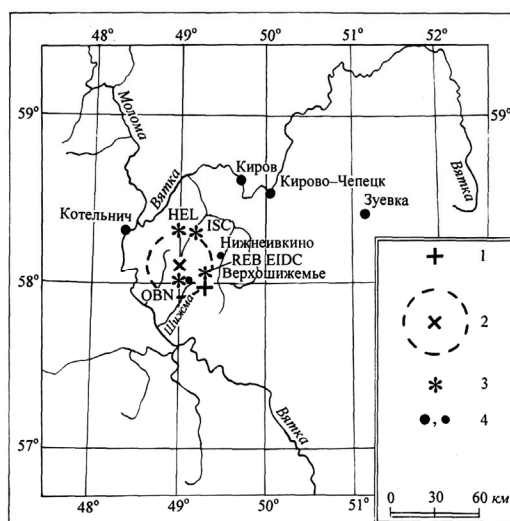 48° 49° 50° 51° 52°
59° 59°
Молома
Вятка
Киров
Кирово–Чепецк
Вятка
Зуевка
Котельнич
HEL
ISC
Нижнеивкино
REB EIDC
58° Верхошижемье
OBN
Шижма
1
2
3
4
57°
Вятка
48° 49° 50°
0 30 60 км